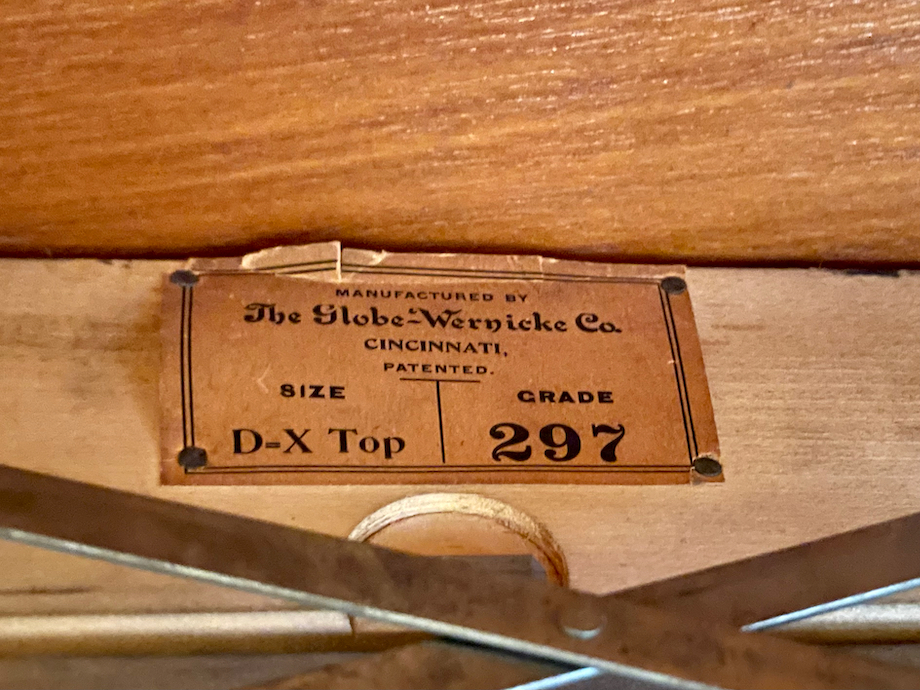 MANUFACTURED BY
The Globe-Wernicke Co.
CINCINNATI,
PATENTED.
SIZE GRADE
D-X Top 297